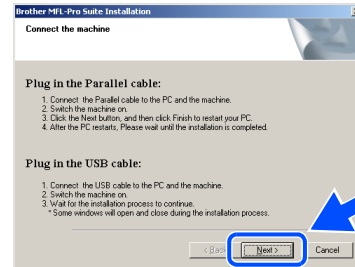 Brother MFL-Pro Suite Installation
Connect the machine
Plug in the Parallel cable:
1. Connect the Parallel cable to the PC and the machine.
2. Switch the machine on.
3. Click the Next button, and then click Finish to restart your PC.
4. After the PC restarts, Please wait until the installation is completed.
Plug in the USB cable:
1. Connect the USB cable to the PC and the machine.
2. Switch the machine on.
3. Wait for the installation process to continue.
* Some windows will open and close during the installation process.
< Back Next > Cancel